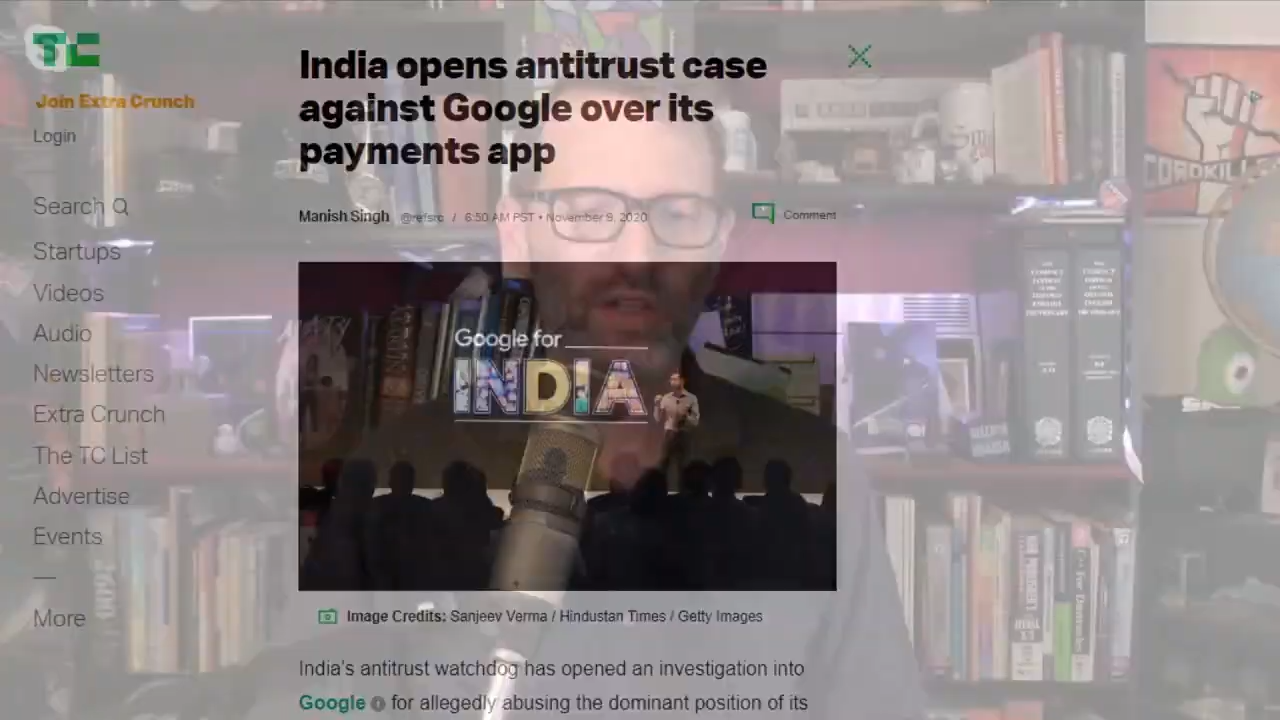 TC
Join Extra Crunch
Login
Search
Startups
Videos
Audio
Newsletters
Extra Crunch
The TC List
Advertise
Events
More
India opens antitrust case
against Google over its
payments app
Manish Singh @refsrc / 6:50 AM PST • November 9, 2020
Comment
Google for
INDIA
Image Credits: Sanjeev Verma / Hindustan Times / Getty Images
India's antitrust watchdog has opened an investigation into
Google for allegedly abusing the dominant position of its